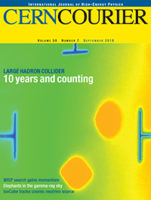 INTERNATIONAL JOURNAL OF HIGH-ENERGY PHYSICS
CERNCOURIER
VOLUME 58 NUMBER 7 SEPTEMBER 2018
LARGE HADRON COLLIDER
10 years and counting
WISP search gains momentum
Elephants in the gamma-ray sky